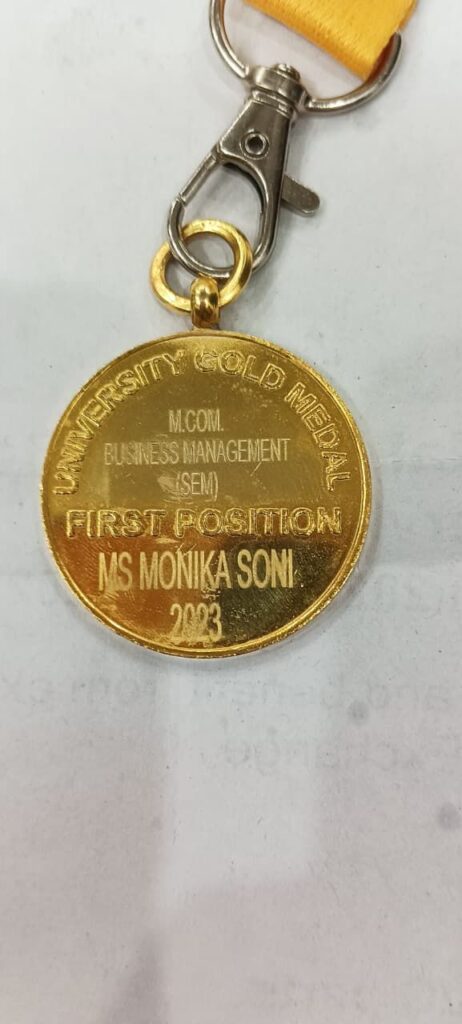 UNIVERSITY GOLD MEDAL
M.COM.
BUSINESS MANAGEMENT
(SEM)
FIRST POSITION
MS MONIKA SONI
2023